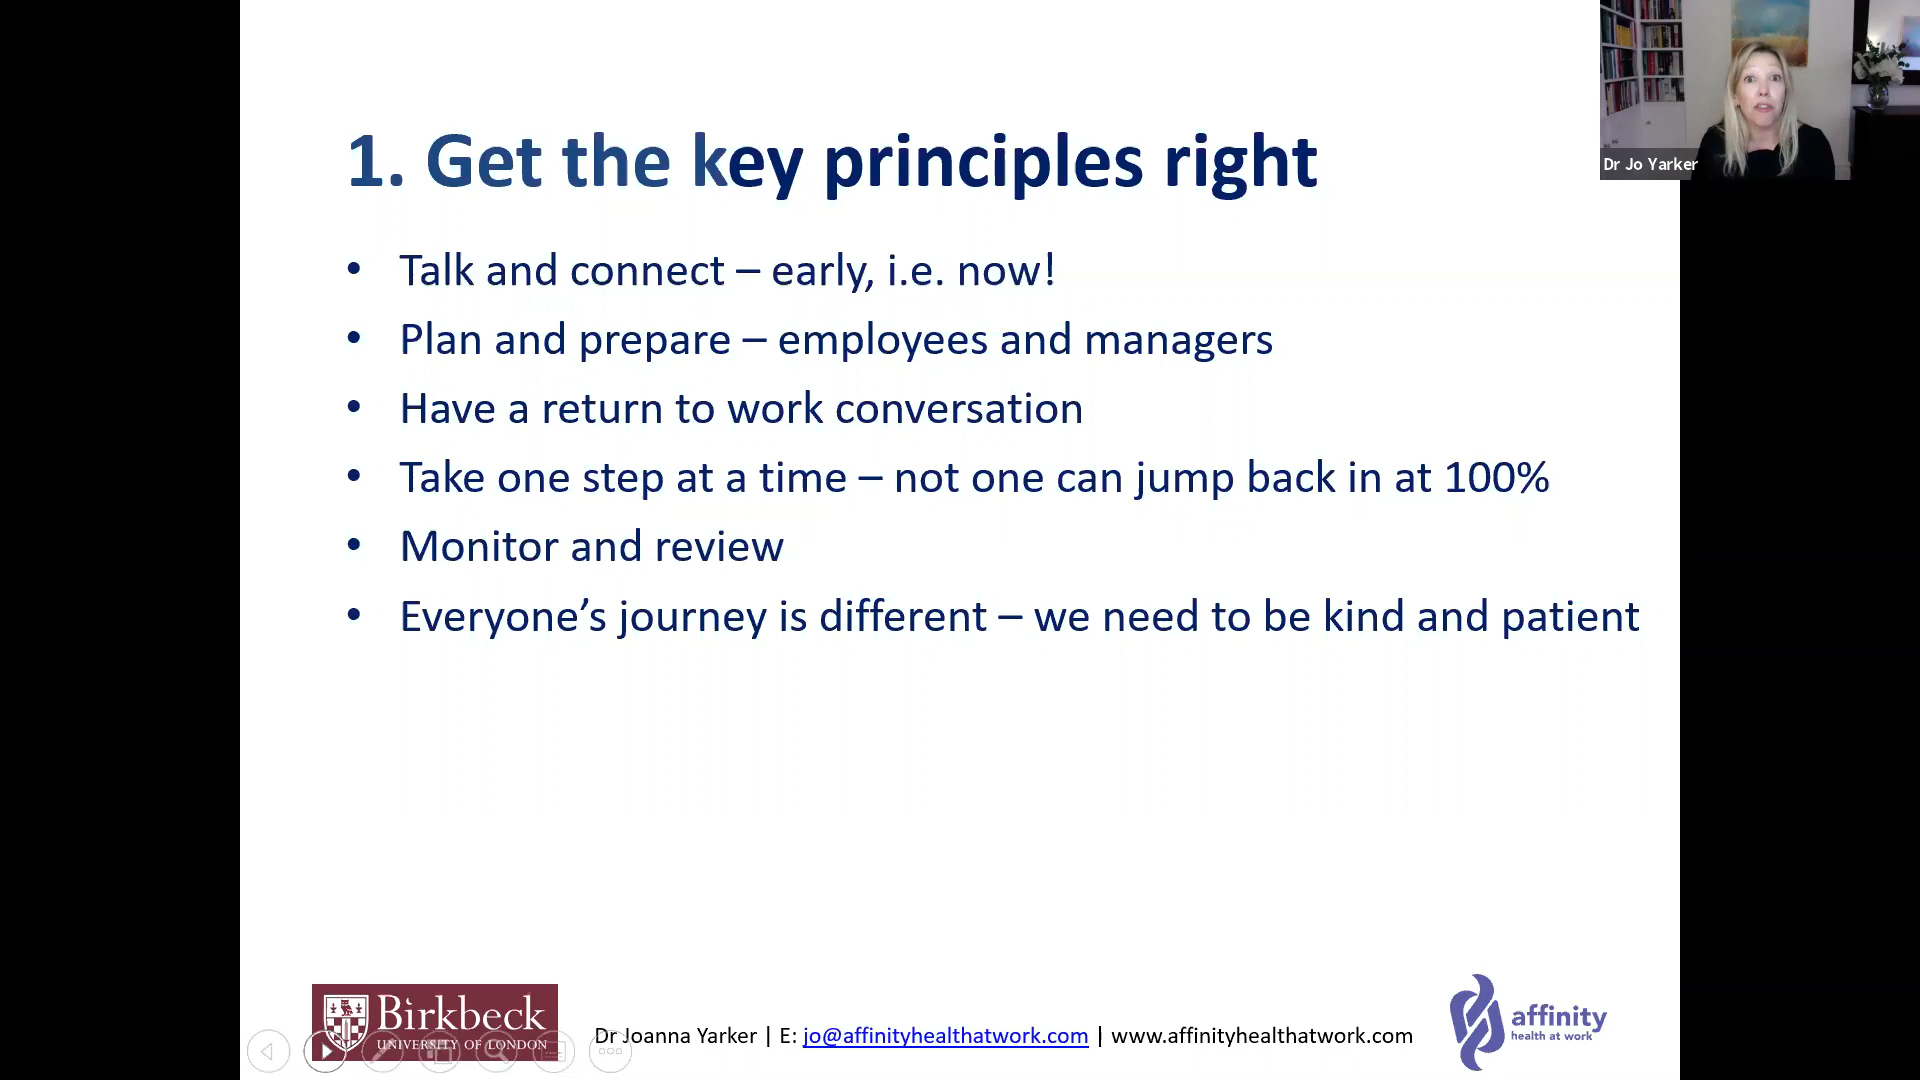 Dr Jo Yarker
1. Get the key principles right
• Talk and connect – early, i.e. now!
• Plan and prepare – employees and managers
• Have a return to work conversation
• Take one step at a time – not one can jump back in at 100%
• Monitor and review
• Everyone’s journey is different – we need to be kind and patient
Birkbeck
UNIVERSITY OF LONDON
Dr Joanna Yarker | E: jo@affinityhealthatwork.com | www.affinityhealthatwork.com
affinity
health at work